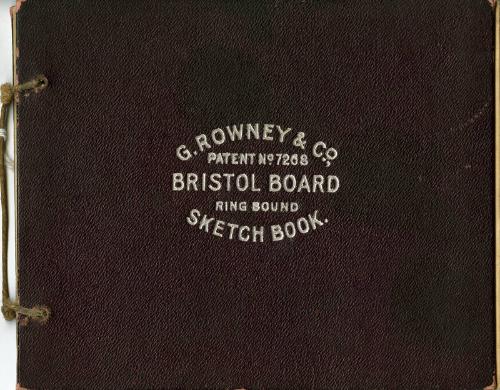 G. ROWNEY & CO.,
PATENT NO 7268
BRISTOL BOARD
RING BOUND
SKETCH BOOK.